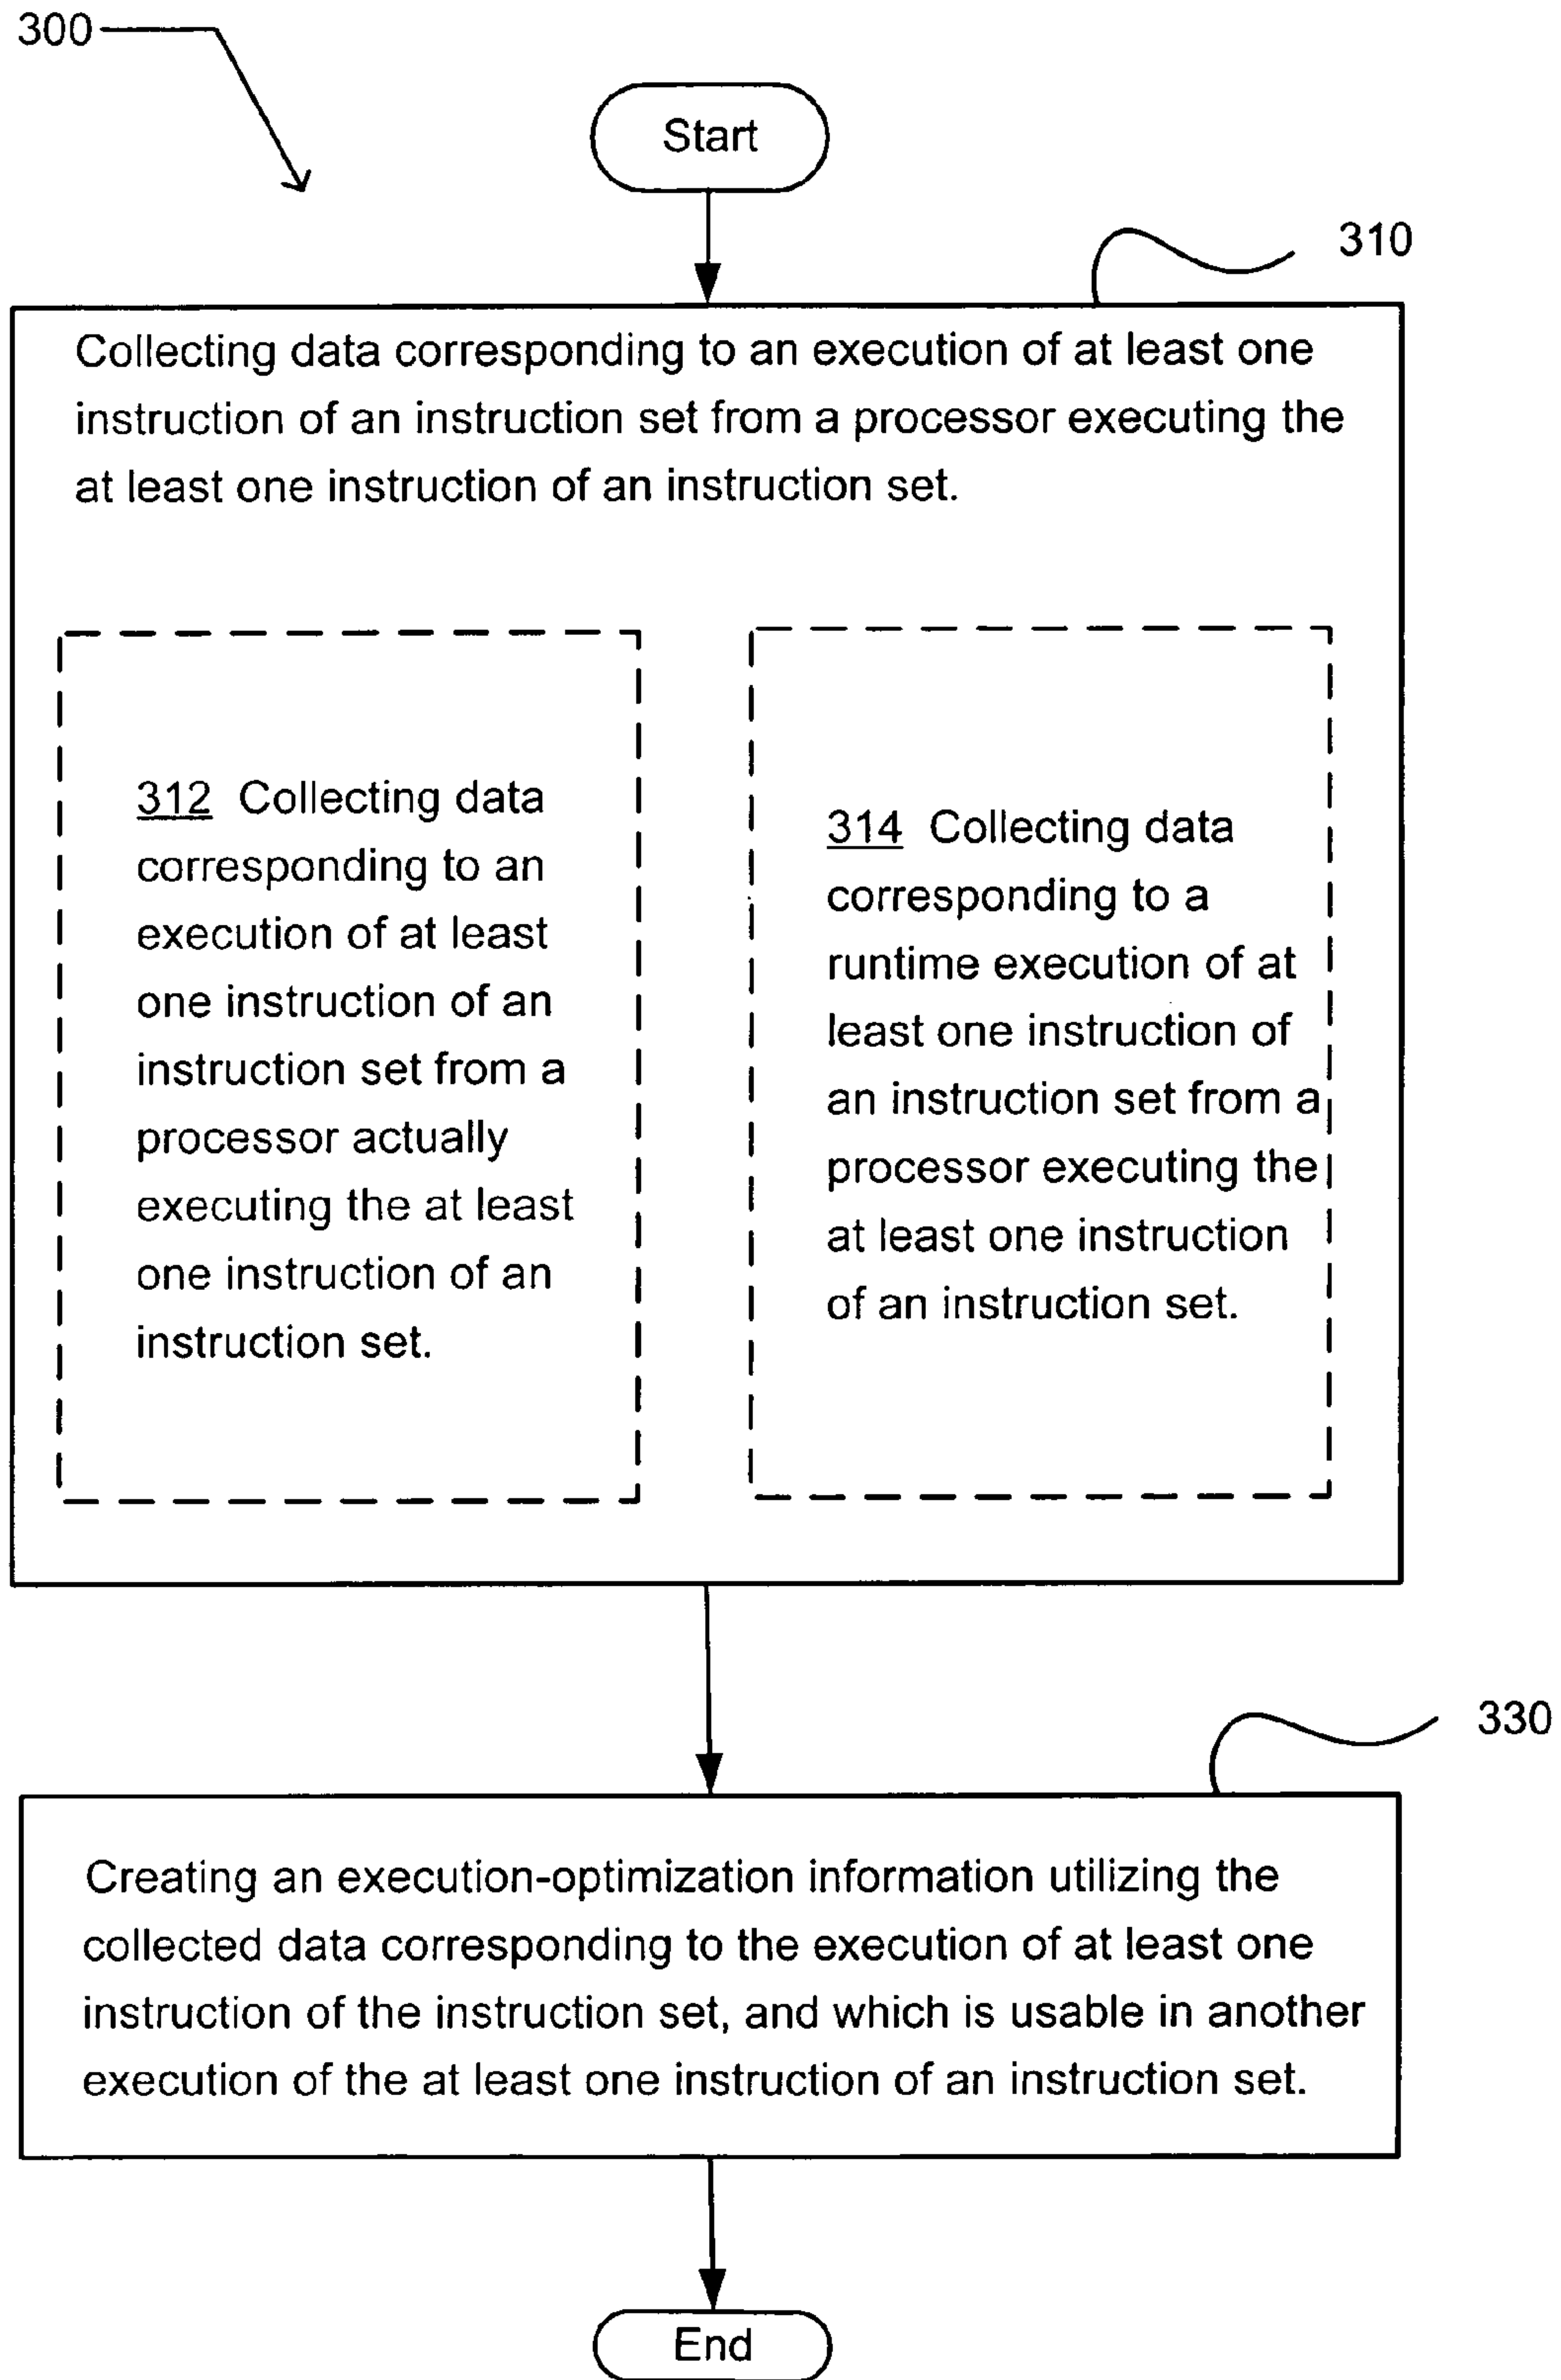 300
Start
310
Collecting data corresponding to an execution of at least one
instruction of an instruction set from a processor executing the
at least one instruction of an instruction set.
312 Collecting data
corresponding to an
execution of at least
one instruction of an
instruction set from a
processor actually
executing the at least
one instruction of an
instruction set.
314 Collecting data
corresponding to a
runtime execution of at
least one instruction of
an instruction set from a
processor executing the
at least one instruction
of an instruction set.
330
Creating an execution-optimization information utilizing the
collected data corresponding to the execution of at least one
instruction of the instruction set, and which is usable in another
execution of the at least one instruction of an instruction set.
End